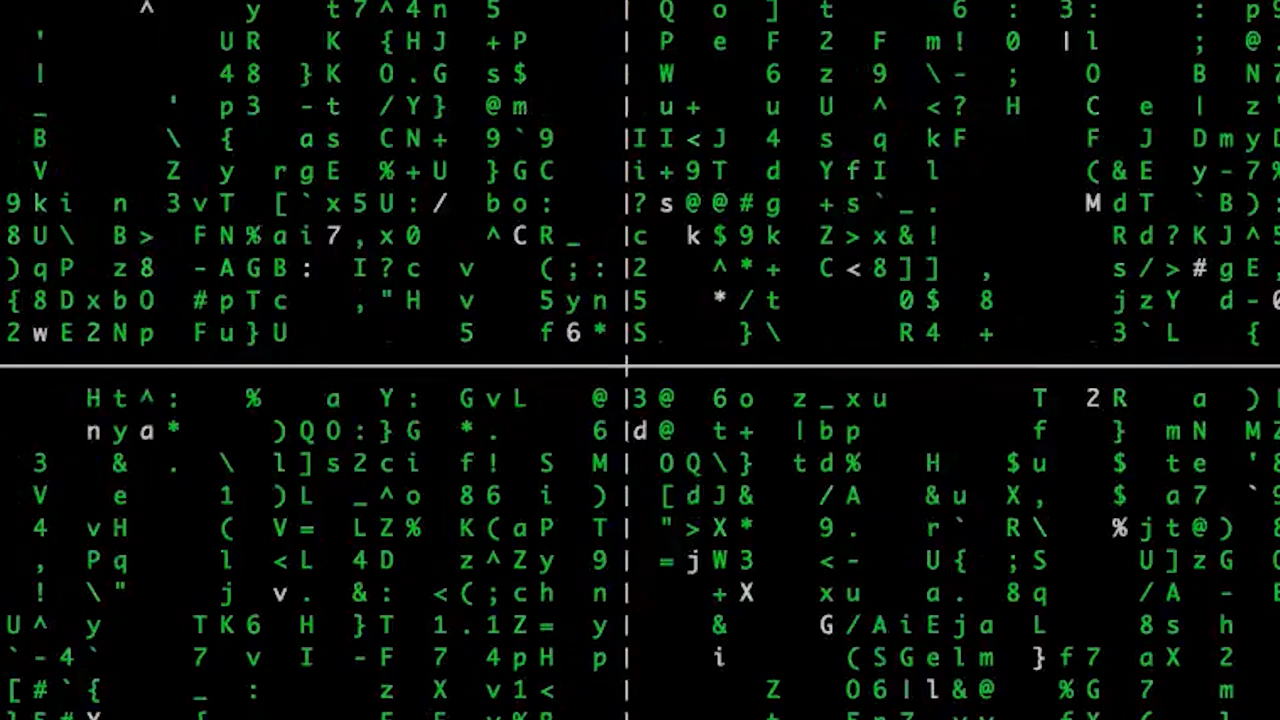 ^ y t 7 ^ 4 n 5 | Q o ] t 6 : 3 : : p 9
' U R K { H J + P | P e F 2 F m ! 0 | l ; @
| 4 8 } K O . G s $ | W 6 z 9 \ - ; O B N 7
_ ' p 3 - t / Y } @ m | u + u U ^ < ? H C e | z '
B \ { a s C N + 9 ` 9 | I I < J 4 s q k F F J D m y
V Z y r g E % + U } G C | i + 9 T d Y f I l ( & E y - 7 %
9 k i n 3 v T [ ` x 5 U : / b o : | ? s @ @ # g + s ` _ . M d T ` B ) :
8 U \ B > F N % a i 7 , x 0 ^ C R _ | c k $ 9 k Z > x & ! R d ? K J ^
) q P z 8 - A G B : I ? c v ( ; : | 2 ^ * + C < 8 ] ] , s / > # g E
{ 8 D x b O # p T c , " H v 5 y n | 5 * / t 0 $ 8 j z Y d -
2 w E 2 N p F u } U 5 f 6 * | S } \ R 4 + 3 ` L {
H t ^ : % a Y : G v L @ | 3 @ 6 o z _ x u T 2 R a )
n y a * ) Q O : } G * . 6 | d @ t + | b p f } m N M
3 & . \ l ] s 2 c i f ! S M | O Q \ } t d % H $ u $ t e '
V e 1 ) L _ ^ o 8 6 i ) | [ d J & / A & u X , $ a 7 `
4 v H ( V = L Z % K ( a P T | " > X * 9 . r ` R \ % j t @ )
, P q l < L 4 D z ^ Z y 9 | = j W 3 < - U { ; S U ] z G
! \ " j v . & : < ( ; c h n | + X x u a . 8 q / A -
U ^ y T K 6 H } T 1 . 1 Z = y | & G / A i E j a L 8 s h
` - 4 ` 7 v I - F 7 4 p H p | i ( S G e l m } f 7 a X 2
[ # ` { _ : z X v 1 < | Z O 6 | l & @ % G 7 m